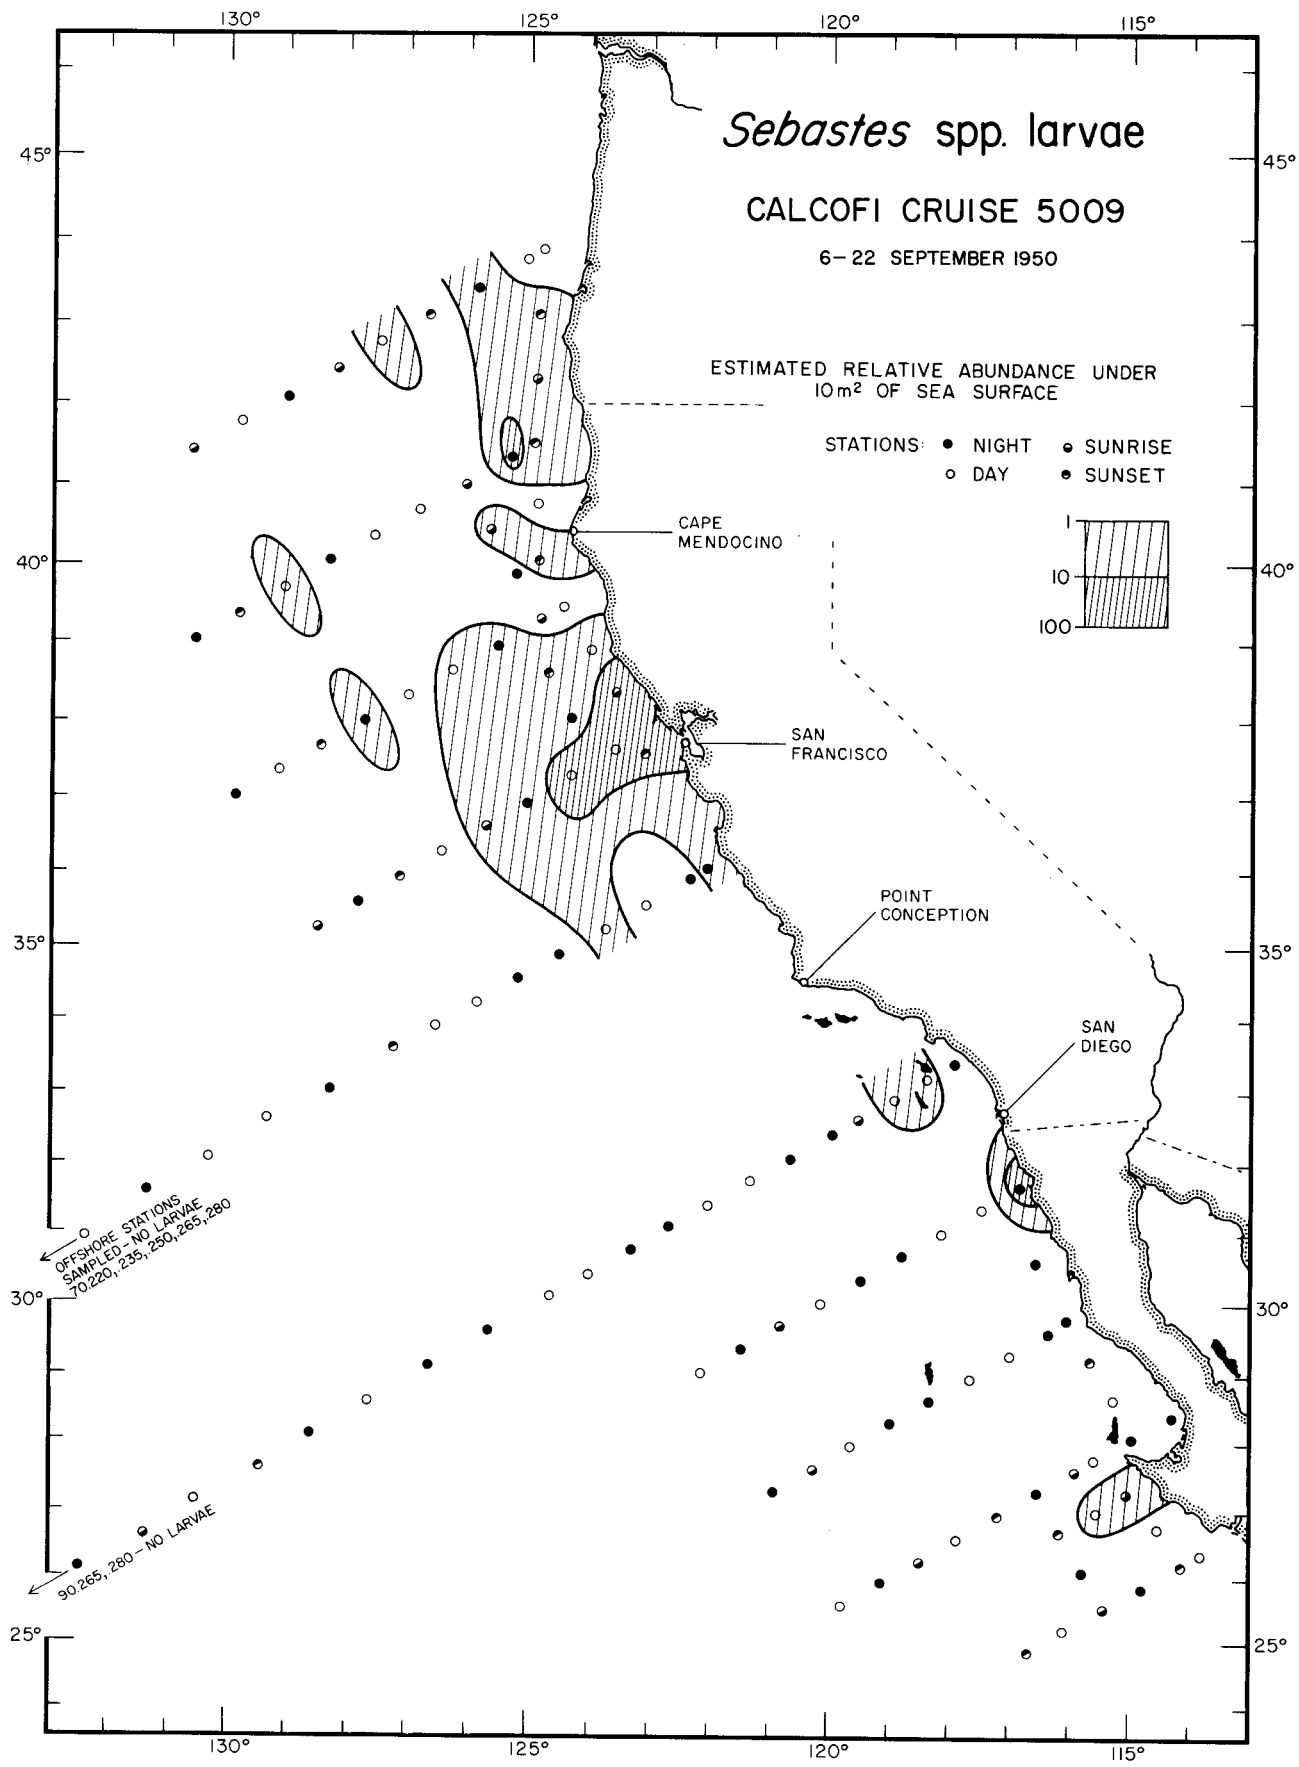 130° 125° 120° 115°
Sebastes spp. larvae
45° 45°
CALCOFI CRUISE 5009
6–22 SEPTEMBER 1950
ESTIMATED RELATIVE ABUNDANCE UNDER
10m² OF SEA SURFACE
STATIONS: ● NIGHT SUNRISE
○ DAY SUNSET
1
10
100
CAPE
MENDOCINO
40° 40°
SAN
FRANCISCO
POINT
CONCEPTION
35° 35°
SAN
DIEGO
OFFSHORE STATIONS
SAMPLED – NO LARVAE
70.220,.235,.250,.265,.280
30° 30°
90.265,.280 – NO LARVAE
25° 25°
130° 125° 120° 115°